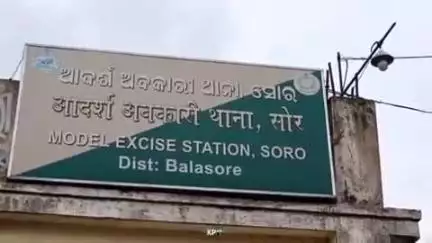 ଆଦର୍ଶ ଅବକାରୀ ଥାନା, ସୋର
आदर्श अवकारी थाना, सोर
MODEL EXCISE STATION, SORO
Dist: Balasore